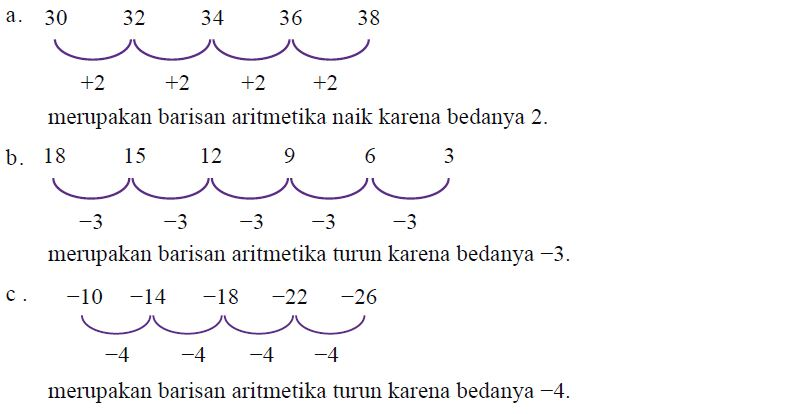 a. 30 32 34 36 38
+2 +2 +2 +2
merupakan barisan aritmetika naik karena bedanya 2.
b. 18 15 12 9 6 3
−3 −3 −3 −3 −3
merupakan barisan aritmetika turun karena bedanya −3.
c . −10 −14 −18 −22 −26
−4 −4 −4 −4
merupakan barisan aritmetika turun karena bedanya −4.